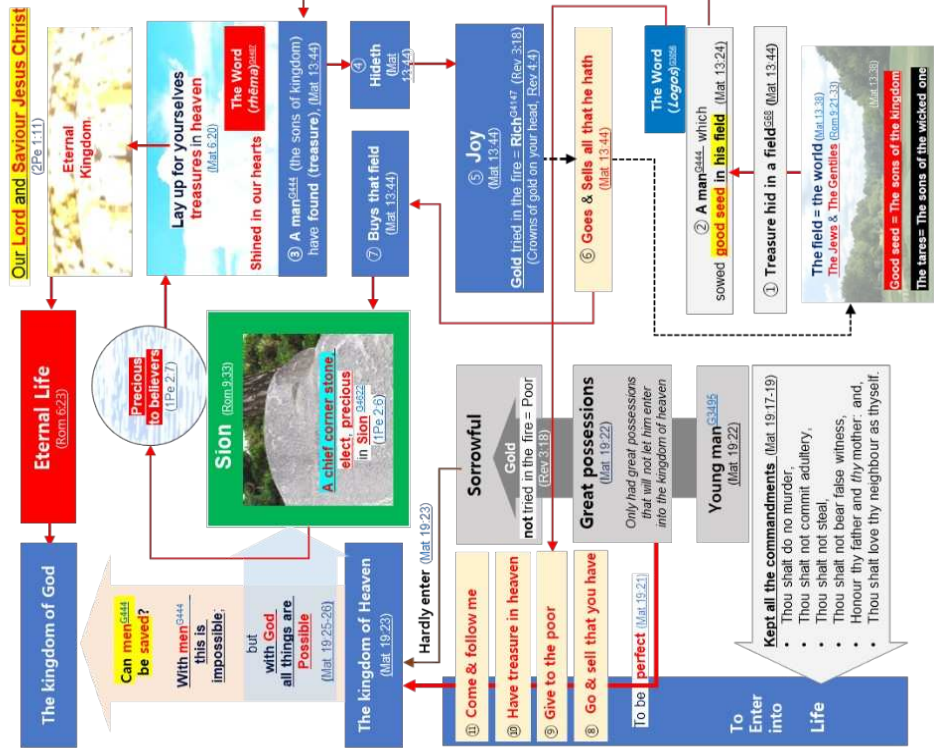 The kingdom of God
Eternal Life
(Rom 6:23)
Our Lord and Saviour Jesus Christ
(2Pe 1:11)
Eternal
Kingdom
Can men G444
be saved?
With men G444
this is
impossible;
but
with God
all things are
Possible
(Mat 19:25-26)
Precious
to believers
(1Pe 2:7)
Lay up for yourselves
treasures in heaven
(Mat 6:20)
The Word
(rhēma) G4487
Shined in our hearts
③ A man G444 (the sons of kingdom)
have found (treasure), (Mat 13:44)
Sion (Rom 9:33)
A chief corner stone,
elect, precious
in Sion G4622
(1Pe 2:6)
④
Hideth
(Mat
13:44)
⑦ Buys that field
(Mat 13:44)
The kingdom of Heaven
(Mat 19:23)
Hardly enter (Mat 19:23)
Sorrowful
Gold
not tried in the fire = Poor
(Rev 3:18)
⑤ Joy
(Mat 13:44)
Gold tried in the fire = Rich G4147 (Rev 3:18)
(Crowns of gold on your head, Rev 4:4)
⑪ Come & follow me
⑩ Have treasure in heaven
⑨ Give to the poor
⑧ Go & sell that you have
Great possessions
(Mat 19:22)
Only had great possessions
that will not let him enter
into the kingdom of heaven
⑥ Goes & Sells all that he hath
(Mat 13:44)
The Word
(Logos) G3056
To be perfect (Mat 19:21)
Young man G3495
(Mat 19:22)
② A man G444 which
sowed good seed in his field (Mat 13:24)
① Treasure hid in a field G68 (Mat 13:44)
To
Enter
into
Life
Kept all the commandments (Mat 19:17-19)
• Thou shalt do no murder,
• Thou shalt not commit adultery,
• Thou shalt not steal,
• Thou shalt not bear false witness,
• Honour thy father and thy mother: and,
• Thou shalt love thy neighbour as thyself.
The field = the world (Mat 13:38)
The Jews & The Gentiles (Rom 9:21-33)
(Mat 13:38)
Good seed = The sons of the kingdom
The tares= The sons of the wicked one